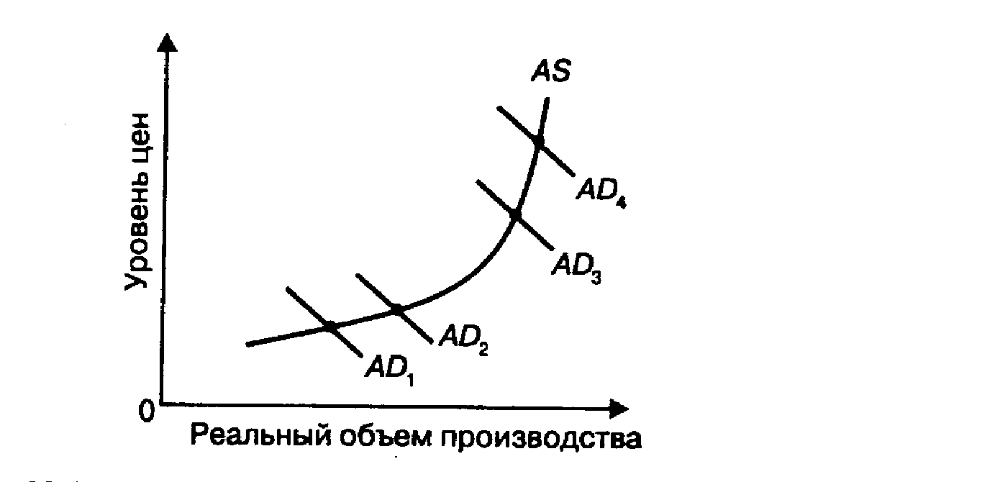 AS
Уровень цен
AD₄
AD₃
AD₂
AD₁
0
Реальный объем производства